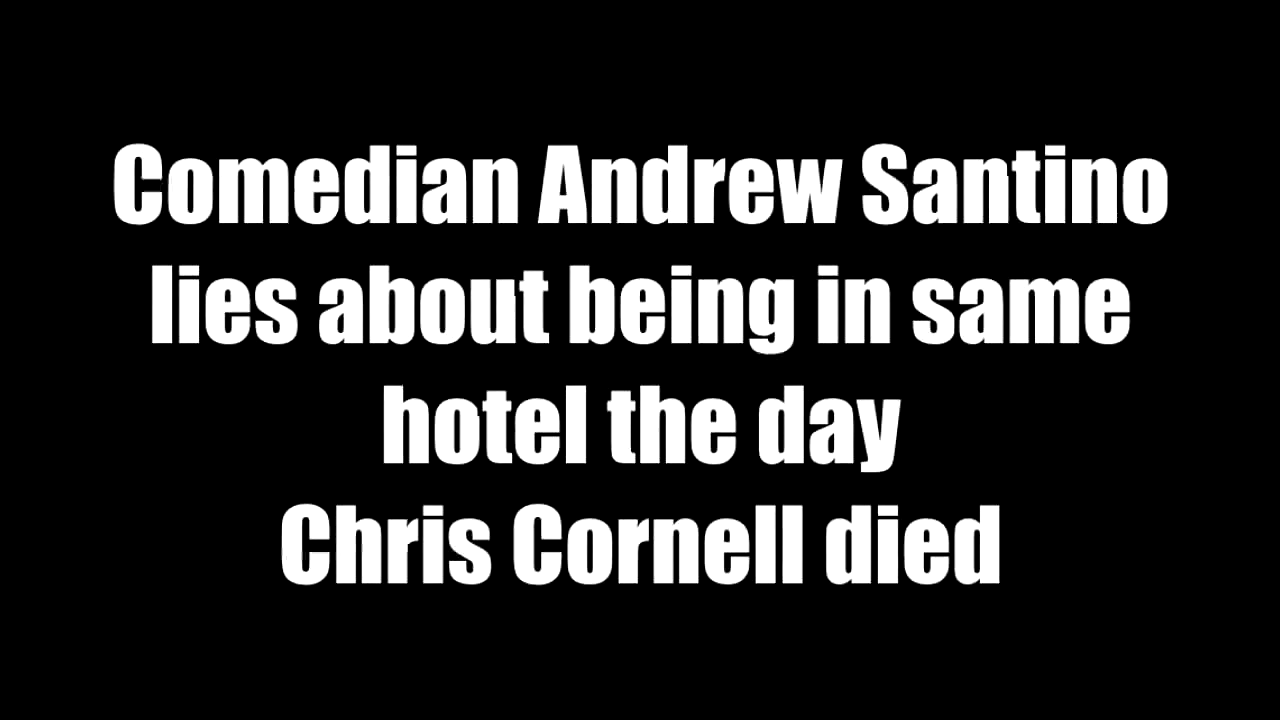 Comedian Andrew Santino
lies about being in same
hotel the day
Chris Cornell died